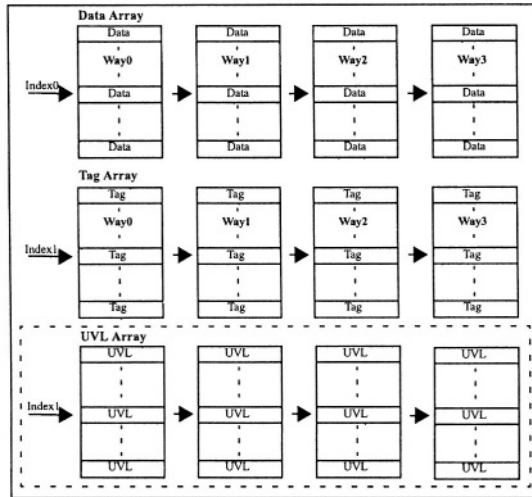 Data Array
Data Data Data Data
Way0 Way1 Way2 Way3
Index0 Data Data Data Data
Data Data Data Data
Tag Array
Tag Tag Tag Tag
Way0 Way1 Way2 Way3
Index1 Tag Tag Tag Tag
Tag Tag Tag Tag
UVL Array
UVL UVL UVL UVL
Index1 UVL UVL UVL UVL
UVL UVL UVL UVL